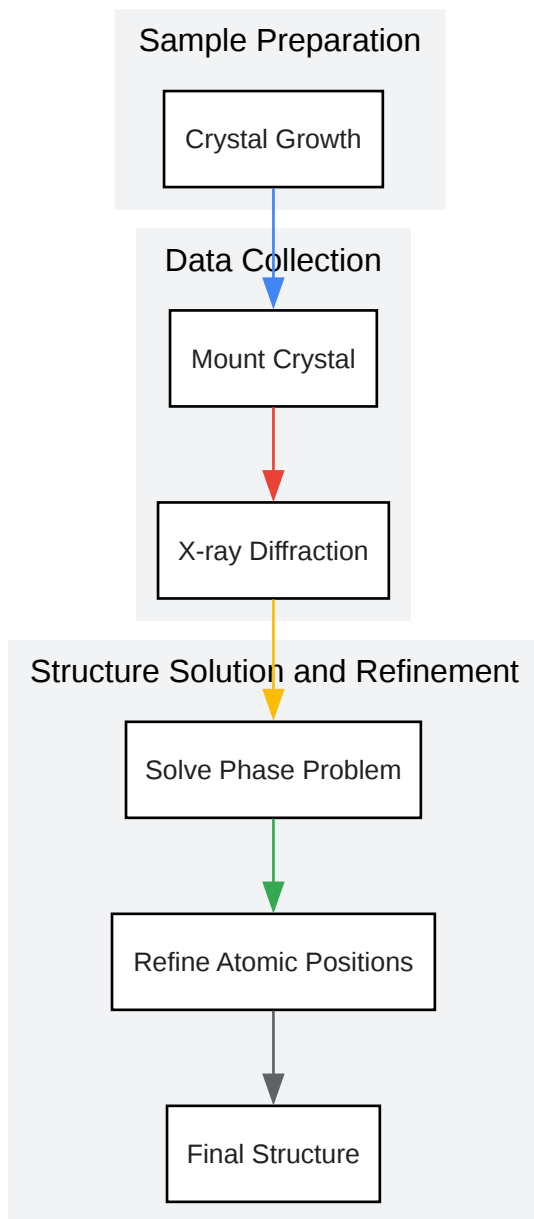 Sample Preparation
Crystal Growth
Data Collection
Mount Crystal
X-ray Diffraction
Structure Solution and Refinement
Solve Phase Problem
Refine Atomic Positions
Final Structure